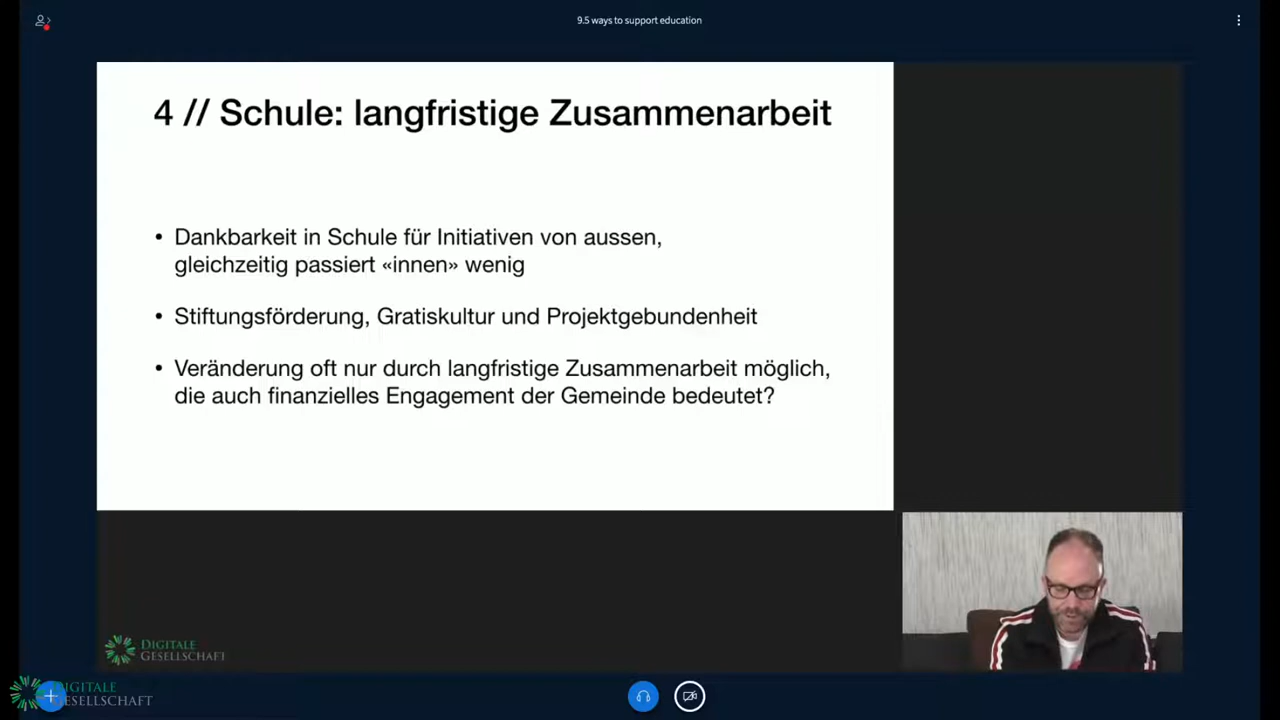 9.5 ways to support education
4 // Schule: langfristige Zusammenarbeit
• Dankbarkeit in Schule für Initiativen von aussen,
gleichzeitig passiert «innen» wenig
• Stiftungsförderung, Gratiskultur und Projektgebundenheit
• Veränderung oft nur durch langfristige Zusammenarbeit möglich,
die auch finanzielles Engagement der Gemeinde bedeutet?
DIGITALE
GESELLSCHAFT
DIGITALE
GESELLSCHAFT